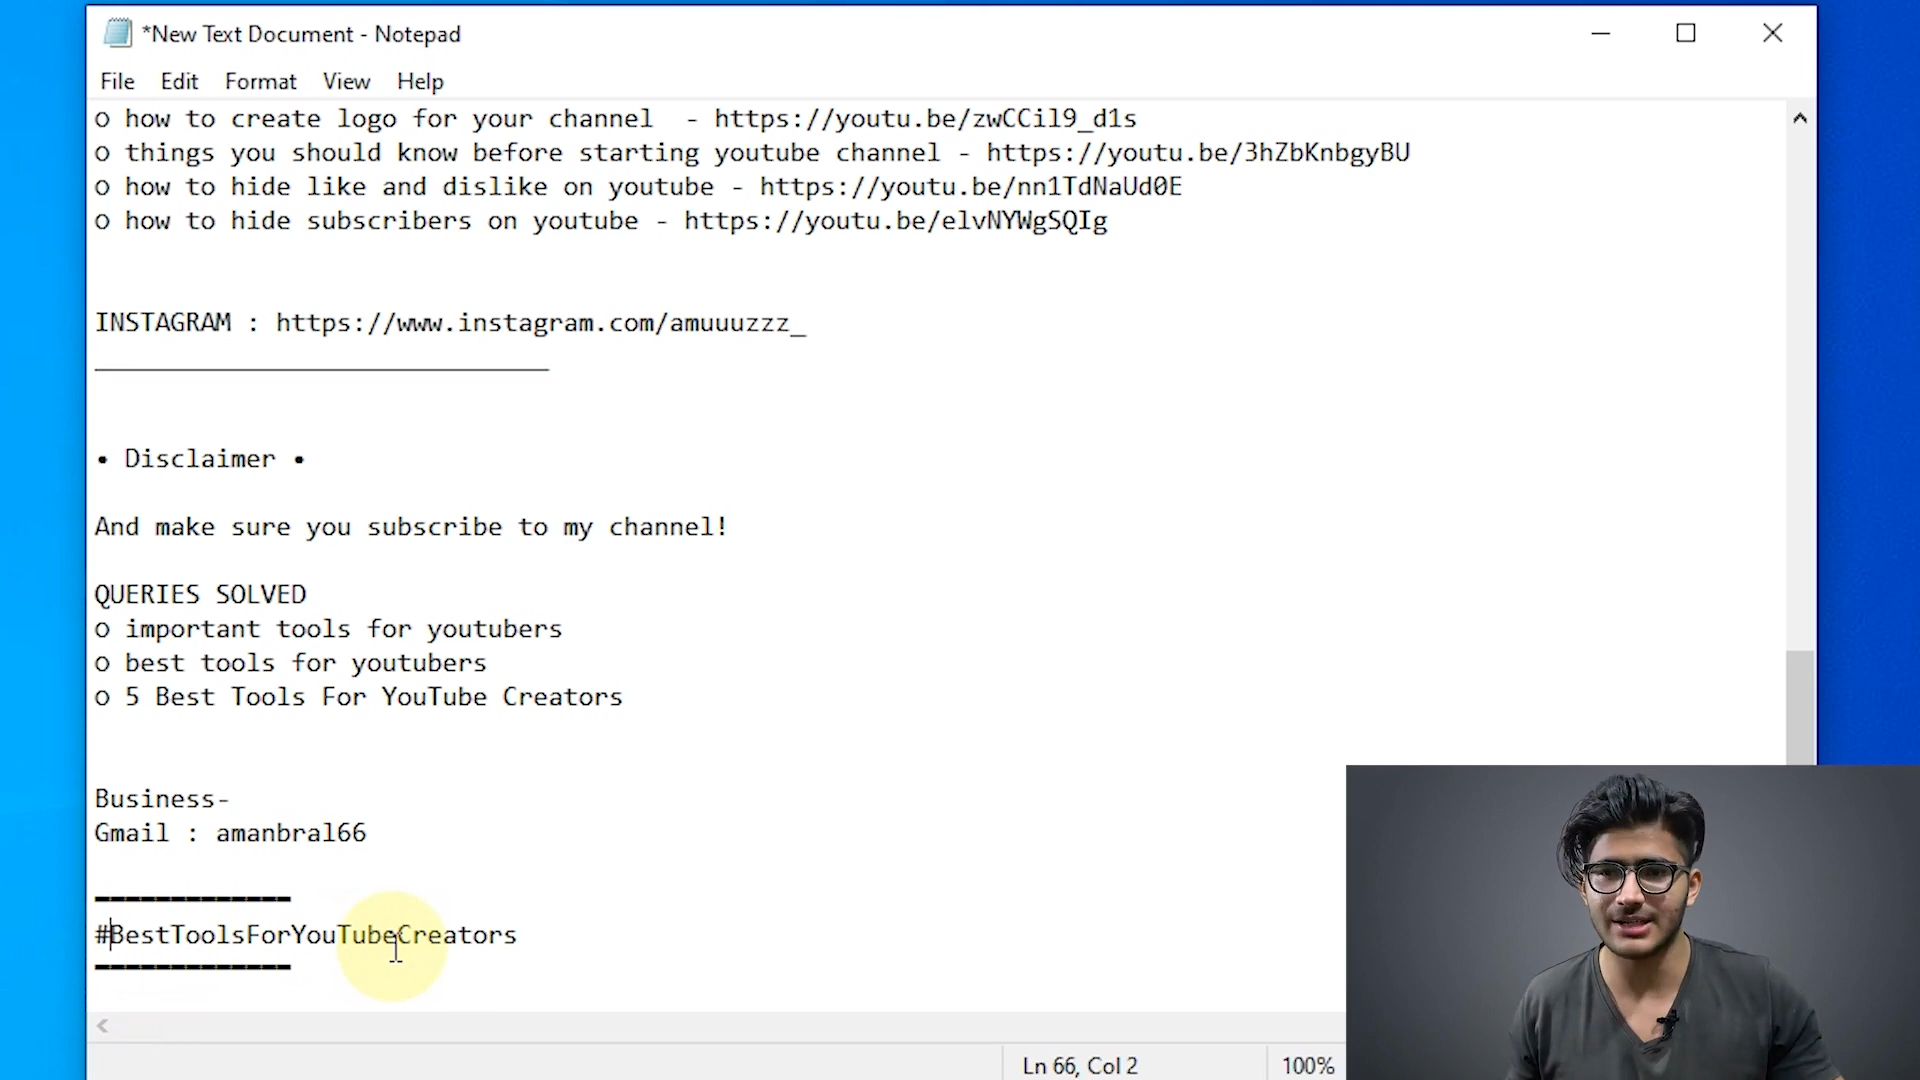 *New Text Document - Notepad
File Edit Format View Help
o how to create logo for your channel - https://youtu.be/zwCCil9_d1s
o things you should know before starting youtube channel - https://youtu.be/3hZbKnbgyBU
o how to hide like and dislike on youtube - https://youtu.be/nn1TdNaUd0E
o how to hide subscribers on youtube - https://youtu.be/elvNYWgSQIg
INSTAGRAM : https://www.instagram.com/amuuuzzz_
______________________________
• Disclaimer •
And make sure you subscribe to my channel!
QUERIES SOLVED
o important tools for youtubers
o best tools for youtubers
o 5 Best Tools For YouTube Creators
Business-
Gmail : amanbral66
#BestToolsForYouTubeCreators
Ln 66, Col 2 100%